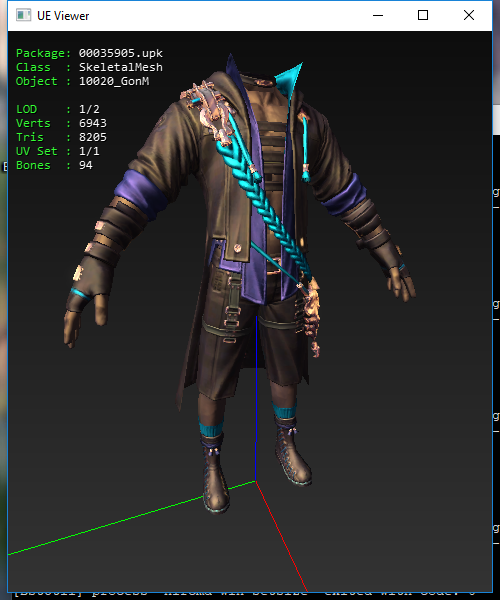 UE Viewer
Package: 00035905.upk
Class : SkeletalMesh
Object : 10020_GonM
LOD : 1/2
Verts : 6943
Tris : 8205
UV Set : 1/1
Bones : 94